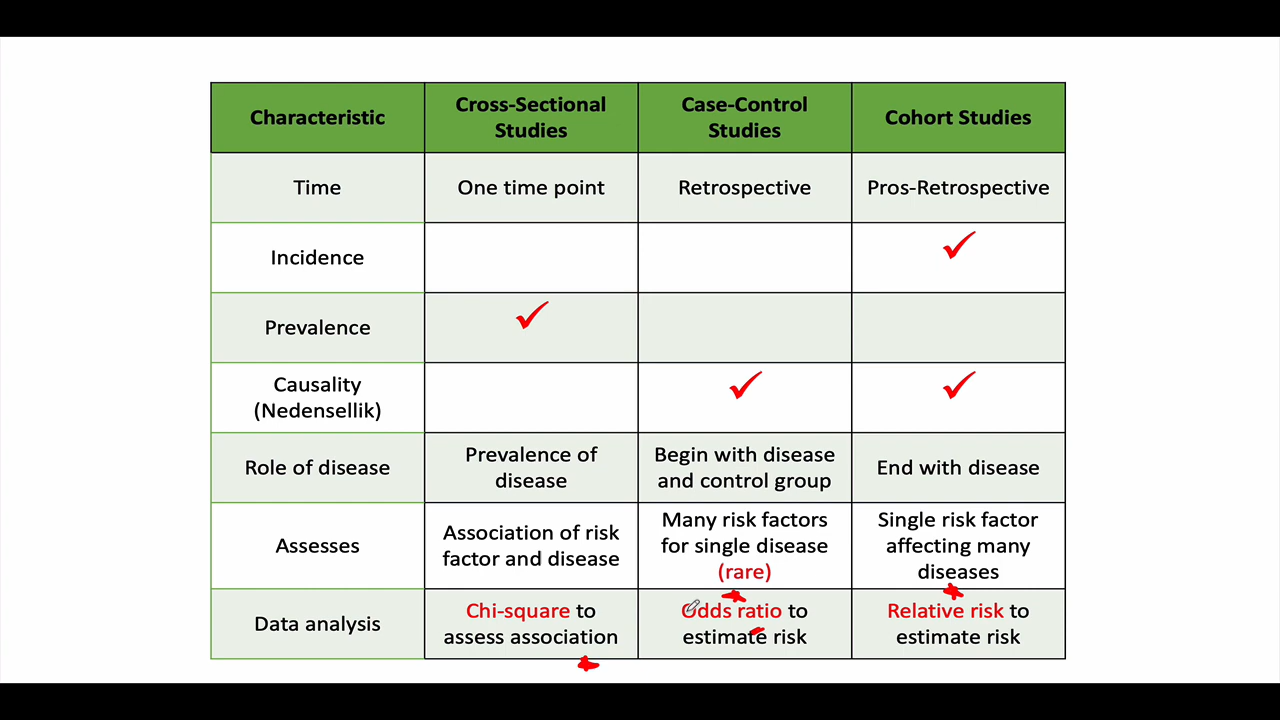 Characteristic
Cross-Sectional
Studies
Case-Control
Studies
Cohort Studies
Time
One time point
Retrospective
Pros-Retrospective
Incidence
Prevalence
Causality
(Nedensellik)
Role of disease
Prevalence of
disease
Begin with disease
and control group
End with disease
Assesses
Association of risk
factor and disease
Many risk factors
for single disease
(rare)
Single risk factor
affecting many
diseases
Data analysis
Chi-square to
assess association
Odds ratio to
estimate risk
Relative risk to
estimate risk